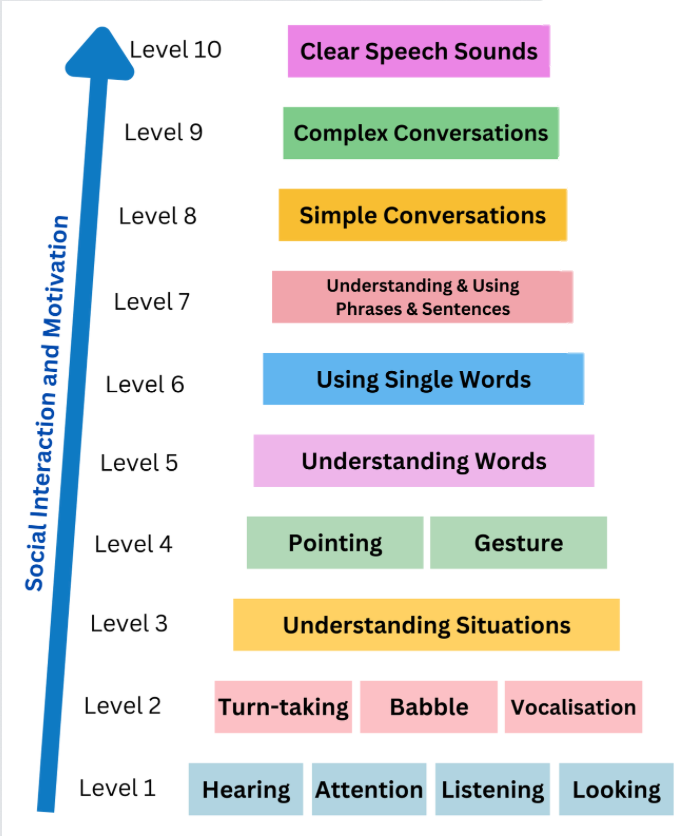 Level 10
Clear Speech Sounds
Level 9
Complex Conversations
Level 8
Simple Conversations
Level 7
Understanding & Using
Phrases & Sentences
Level 6
Using Single Words
Level 5
Understanding Words
Level 4
Pointing
Gesture
Level 3
Understanding Situations
Level 2
Turn-taking
Babble
Vocalisation
Level 1
Hearing
Attention
Listening
Looking
Social Interaction and Motivation